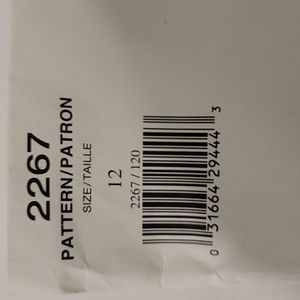 2267
PATTERN/PATRON
SIZE/TAILLE
12
2267 / 120
0 31664 29444 3